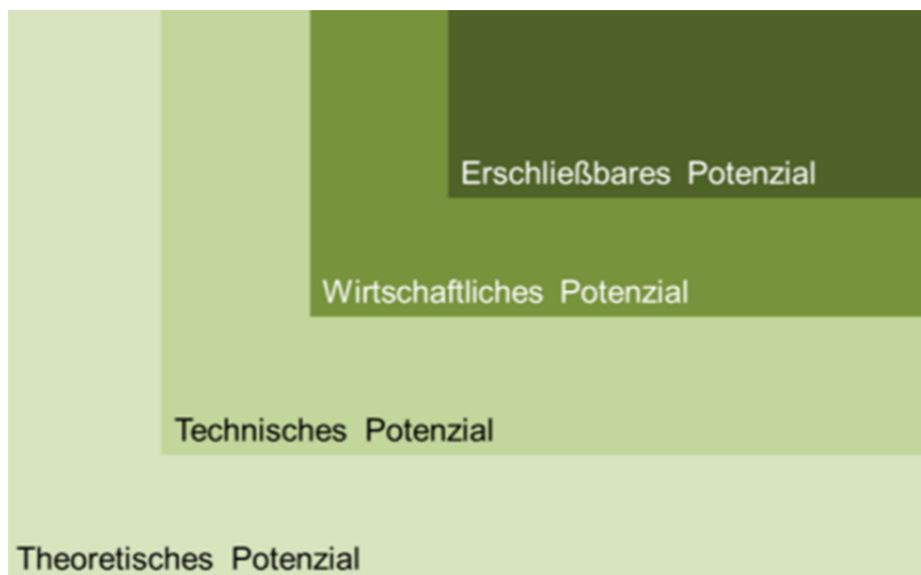 Erschließbares Potenzial
Wirtschaftliches Potenzial
Technisches Potenzial
Theoretisches Potenzial